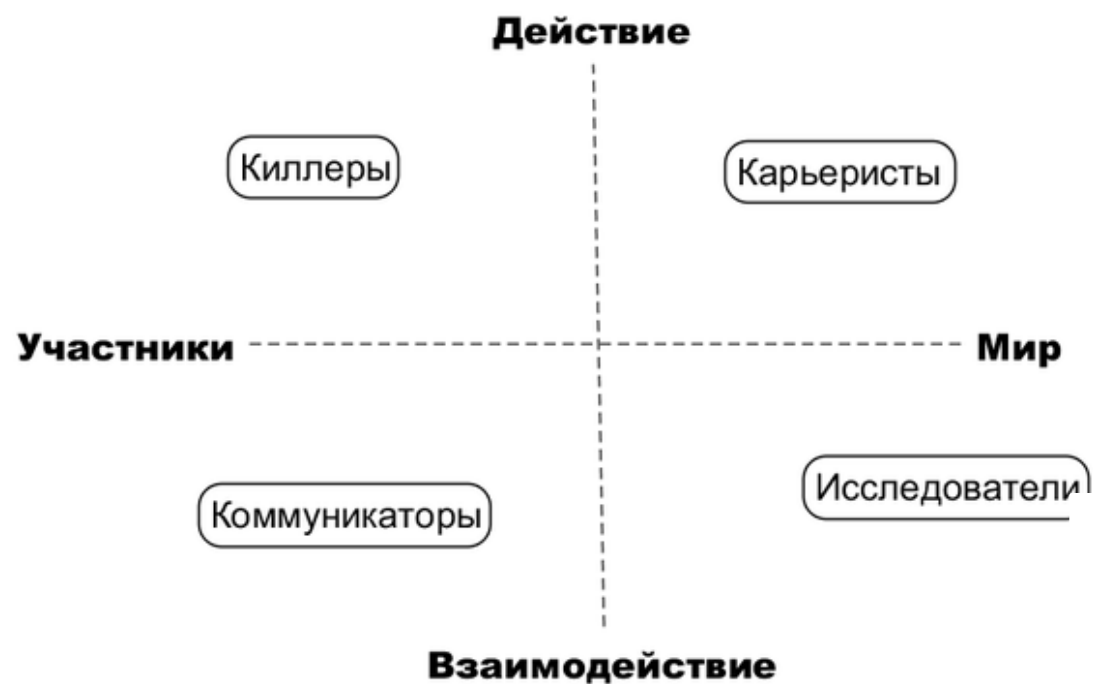 Действие
Киллеры
Карьеристы
Участники
Мир
Исследователи
Коммуникаторы
Взаимодействие